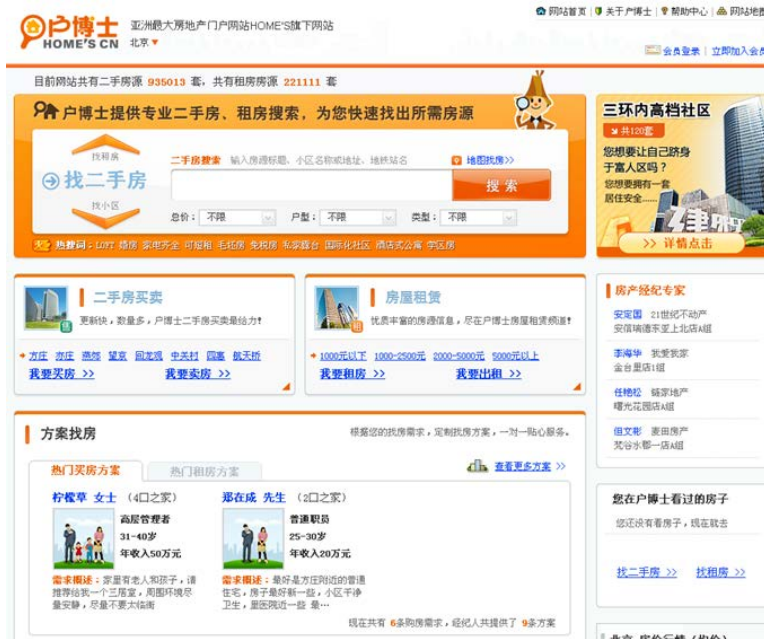 网站首页 | 关于户博士 | 帮助中心 | 网站地图
户博士
HOME'S CN
亚洲最大房地产门户网站HOME'S旗下网站
北京
会员登录 | 立即加入会员
目前网站共有二手房源 935013 套，共有租房房源 221111 套
户博士提供专业二手房、租房搜索，为您快速找出所需房源
找租房
找二手房
找小区
二手房搜索 输入房源标题、小区名称或地址、地铁站名
地图找房>>
搜索
总价： 不限 户型： 不限 类型： 不限
热搜词：LOFT 婚房 家电齐全 可短租 毛坯房 免税房 私家露台 国际化社区 酒店式公寓 学区房
三环内高档社区
共120套
您想要让自己跻身
于富人区吗？
您想要拥有一套
居住安全......
>> 详情点击
二手房买卖
更新快，数量多，户博士二手房买卖最给力!
售
方庄 亦庄 燕郊 望京 回龙观 中关村 四惠 航天桥
我要买房 >> 我要卖房 >>
房屋租赁
优质丰富的房源信息，尽在户博士房屋租赁频道!
租
1000元以下 1000-2500元 2000-5000元 5000元以上
我要租房 >> 我要出租 >>
房产经纪专家
安定国 21世纪不动产
安信瑞德东亚上北店A组
李海华 我爱我家
金台里店1组
任艳松 链家地产
曙光花园店A组
但文彬 麦田房产
梵谷水郡一店A组
方案找房
根据您的找房需求，定制找房方案，一对一贴心服务。
热门买房方案 热门租房方案
查看更多方案 >>
柠檬草 女士 (4口之家)
高层管理者
31-40岁
年收入50万元
需求概述：家里有老人和孩子，请
推荐给我一个三居室，周围环境尽
量安静，尽量不要太临街
郑在成 先生 (2口之家)
普通职员
25-30岁
年收入20万元
需求概述：最好是方庄附近的普通
住宅，房子最好新一些，小区干净
卫生，里医院近一些 最…
现在共有 6条购房需求，经纪人共提供了 9条方案
您在户博士看过的房子
您还没有看房子，现在就去
找二手房 >> 找租房 >>